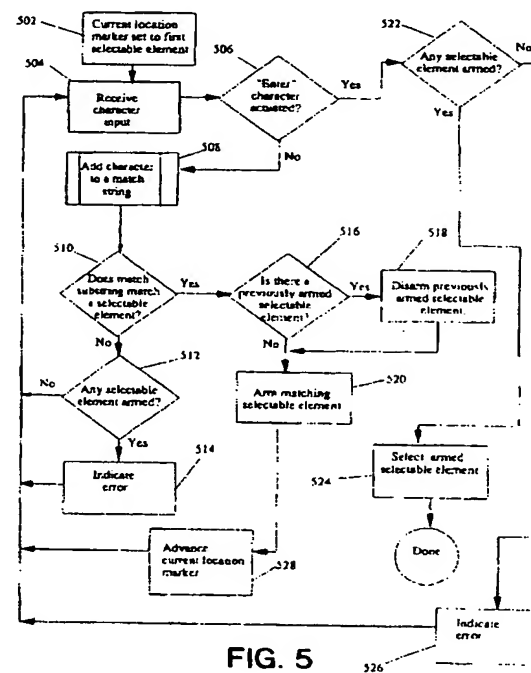 502
Current location
marker set to first
selectable element
504
Receive
character
input
506
"Enter"
character
actuated?
Yes
No
522
Any selectable
element armed?
No
Yes
508
Add character
to a match
string
510
Does match
substring match
a selectable
element?
Yes
No
516
Is there a
previously armed
selectable
element?
Yes
No
518
Disarm previously
armed selectable
element
512
Any selectable
element armed?
No
Yes
520
Arm matching
selectable element
514
Indicate
error
524
Select armed
selectable element
Done
Advance
current location
marker
528
Indicate
error
526
FIG. 5